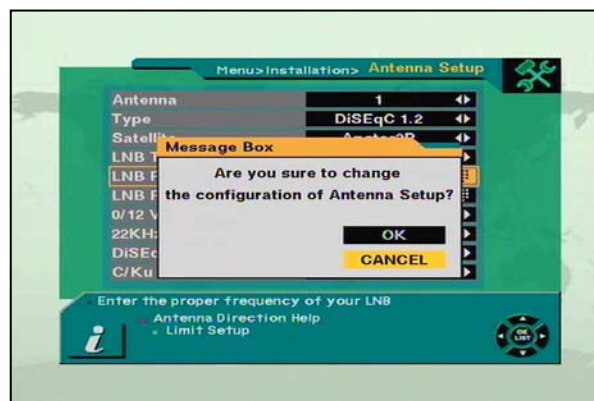 Menu>Installation> Antenna Setup
Antenna 1
Type DiSEqC 1.2
Satellite
LNB
LNB
LNB
0/12
22KHz
DiSEqC
C/Ku
Message Box
Are you sure to change
the configuration of Antenna Setup?
OK
CANCEL
Enter the proper frequency of your LNB
Antenna Direction Help
Limit Setup
i
OK
LIST